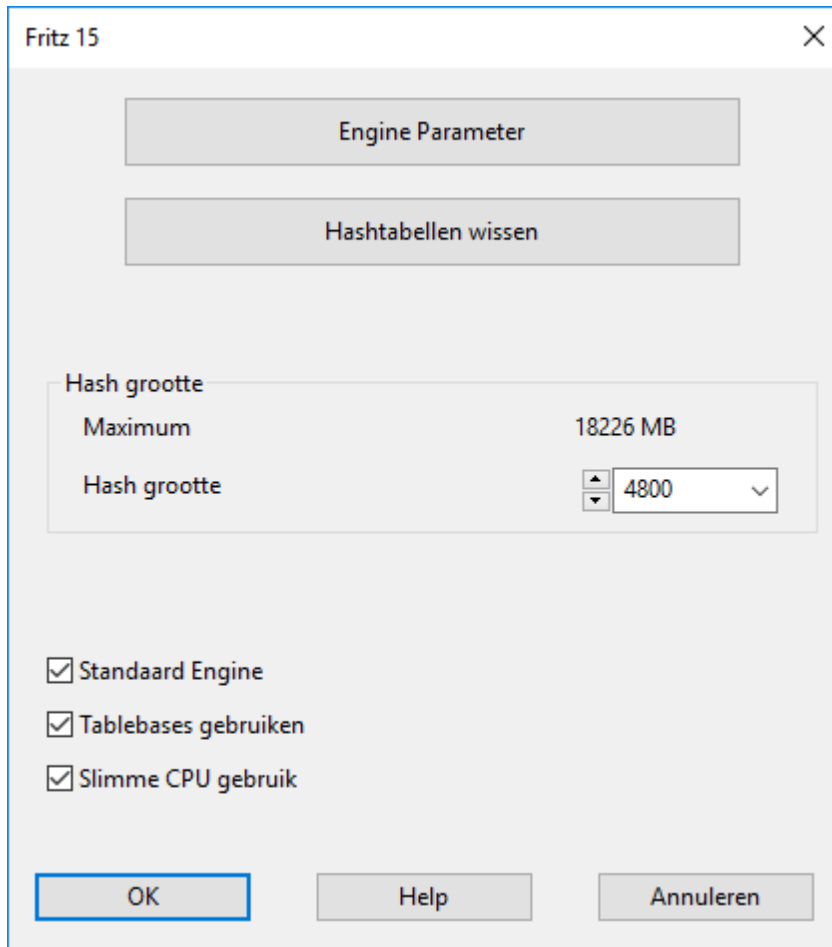 Fritz 15
Engine Parameter
Hashtabellen wissen
Hash grootte
Maximum 18226 MB
Hash grootte 4800
Standaard Engine
Tablebases gebruiken
Slimme CPU gebruik
OK Help Annuleren